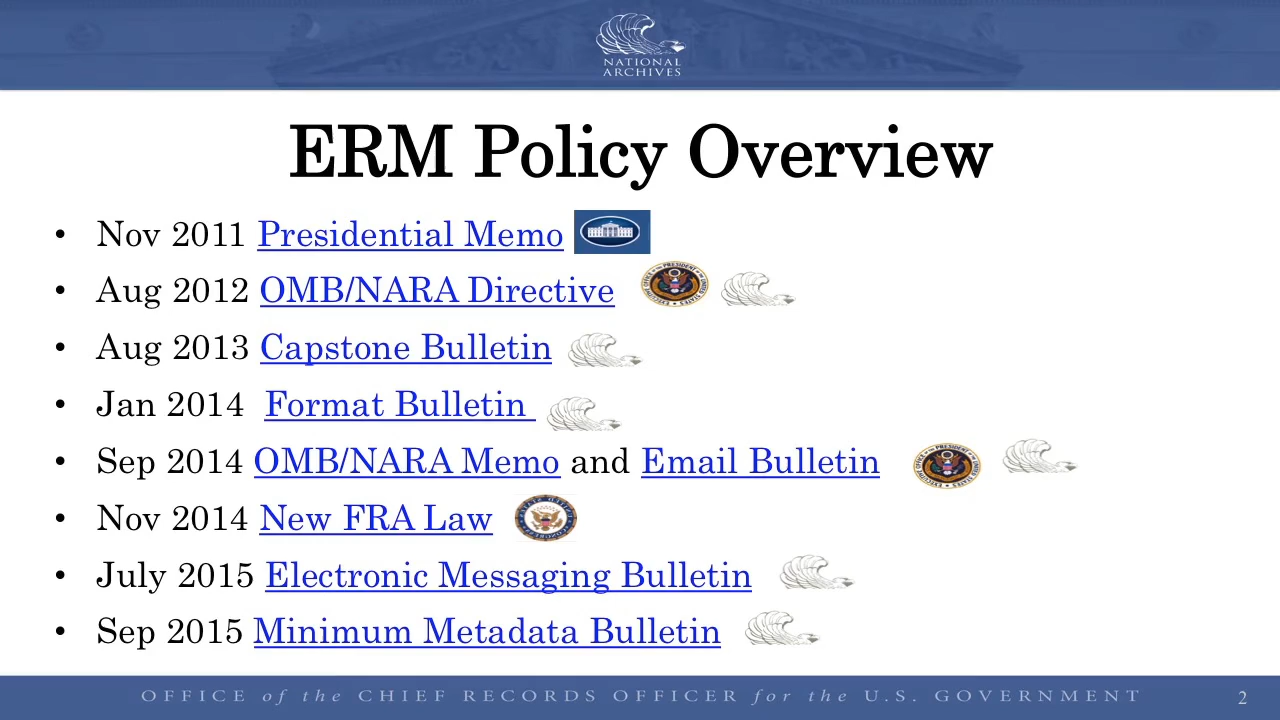 NATIONAL
ARCHIVES
ERM Policy Overview
• Nov 2011 Presidential Memo
• Aug 2012 OMB/NARA Directive
• Aug 2013 Capstone Bulletin
• Jan 2014 Format Bulletin
• Sep 2014 OMB/NARA Memo and Email Bulletin
• Nov 2014 New FRA Law
• July 2015 Electronic Messaging Bulletin
• Sep 2015 Minimum Metadata Bulletin
OFFICE of the CHIEF RECORDS OFFICER for the U.S. GOVERNMENT
2